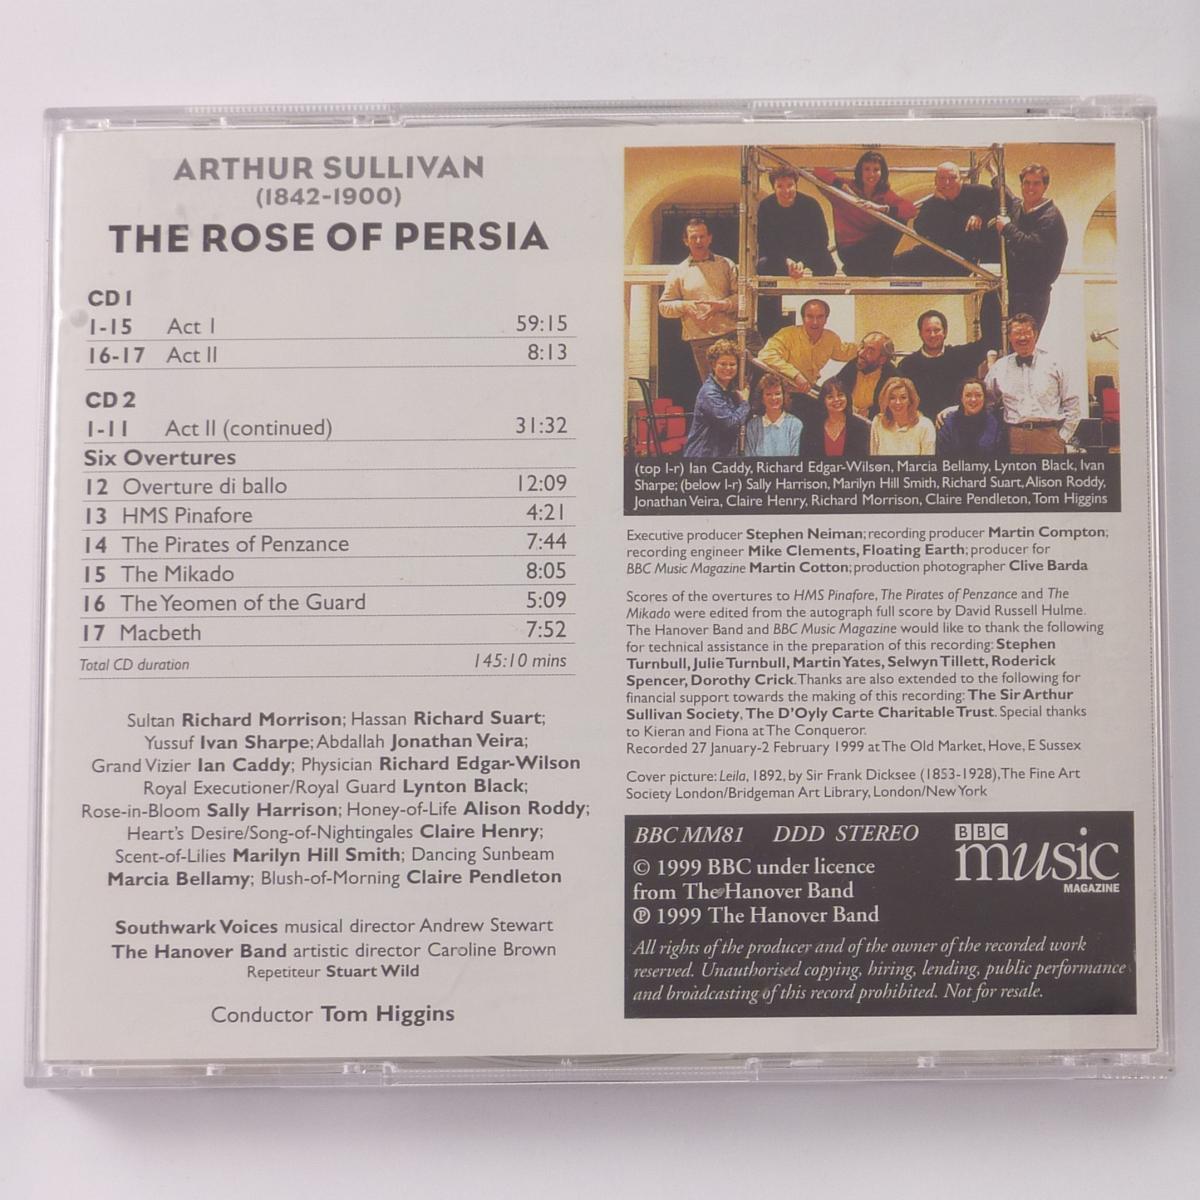 ARTHUR SULLIVAN
(1842-1900)
THE ROSE OF PERSIA
CD 1
1-15 Act I 59:15
16-17 Act II 8:13
CD 2
1-11 Act II (continued) 31:32
Six Overtures
12 Overture di ballo 12:09
13 HMS Pinafore 4:21
14 The Pirates of Penzance 7:44
15 The Mikado 8:05
16 The Yeomen of the Guard 5:09
17 Macbeth 7:52
Total CD duration 145:10 mins
Sultan Richard Morrison; Hassan Richard Suart;
Yussuf Ivan Sharpe; Abdallah Jonathan Veira;
Grand Vizier Ian Caddy; Physician Richard Edgar-Wilson
Royal Executioner/Royal Guard Lynton Black;
Rose-in-Bloom Sally Harrison; Honey-of-Life Alison Roddy;
Heart's Desire/Song-of-Nightingales Claire Henry;
Scent-of-Lilies Marilyn Hill Smith; Dancing Sunbeam
Marcia Bellamy; Blush-of-Morning Claire Pendleton
Southwark Voices musical director Andrew Stewart
The Hanover Band artistic director Caroline Brown
Repetiteur Stuart Wild
Conductor Tom Higgins
(top l-r) Ian Caddy, Richard Edgar-Wilson, Marcia Bellamy, Lynton Black, Ivan
Sharpe; (below l-r) Sally Harrison, Marilyn Hill Smith, Richard Suart, Alison Roddy,
Jonathan Veira, Claire Henry, Richard Morrison, Claire Pendleton, Tom Higgins
Executive producer Stephen Neiman; recording producer Martin Compton;
recording engineer Mike Clements, Floating Earth; producer for
BBC Music Magazine Martin Cotton; production photographer Clive Barda
Scores of the overtures to HMS Pinafore, The Pirates of Penzance and The
Mikado were edited from the autograph full score by David Russell Hulme.
The Hanover Band and BBC Music Magazine would like to thank the following
for technical assistance in the preparation of this recording: Stephen
Turnbull, Julie Turnbull, Martin Yates, Selwyn Tillett, Roderick
Spencer, Dorothy Crick. Thanks are also extended to the following for
financial support towards the making of this recording: The Sir Arthur
Sullivan Society, The D'Oyly Carte Charitable Trust. Special thanks
to Kieran and Fiona at The Conqueror.
Recorded 27 January-2 February 1999 at The Old Market, Hove, E Sussex
Cover picture: Leila, 1892, by Sir Frank Dicksee (1853-1928), The Fine Art
Society London/Bridgeman Art Library, London/New York
BBC MM81 DDD STEREO
BBC
music
MAGAZINE
© 1999 BBC under licence
from The Hanover Band
℗ 1999 The Hanover Band
All rights of the producer and of the owner of the recorded work
reserved. Unauthorised copying, hiring, lending, public performance
and broadcasting of this record prohibited. Not for resale.